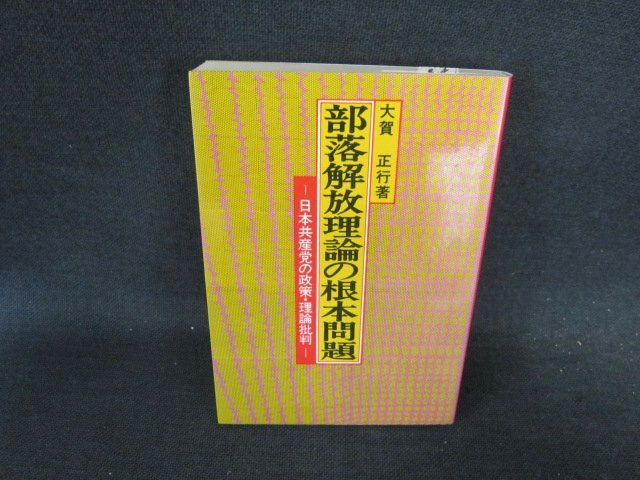 大賀 正行著
部落解放理論の根本問題
―日本共産党の政策・理論批判―